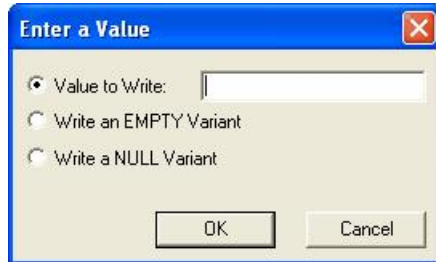 Enter a Value
Value to Write:
Write an EMPTY Variant
Write a NULL Variant
OK Cancel